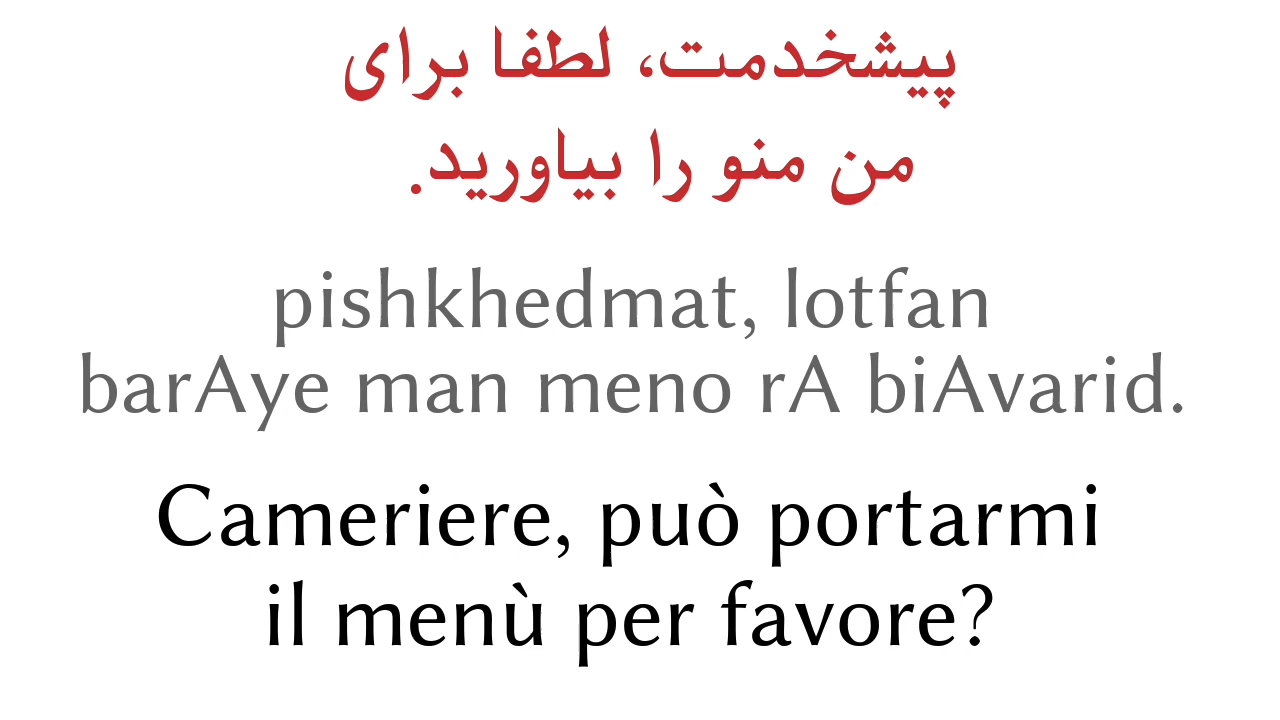 پیشخدمت، لطفا برای
من منو را بیاورید.
pishkhedmat, lotfan
barAye man meno rA biAvarid.
Cameriere, può portarmi
il menù per favore?